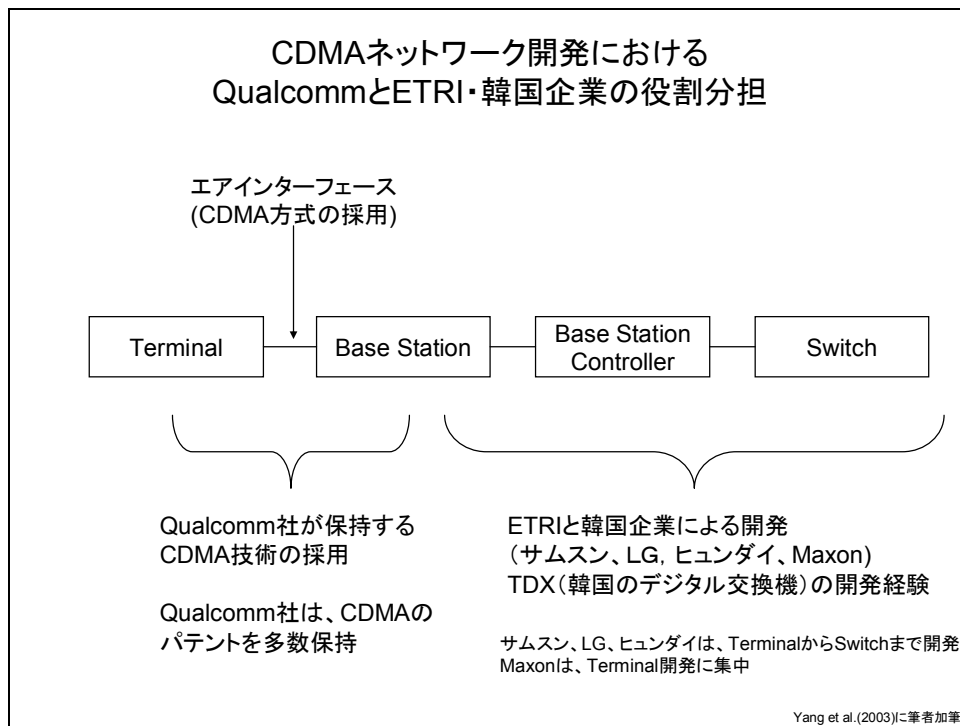 CDMAネットワーク開発における
QualcommとETRI・韓国企業の役割分担
エアインターフェース
(CDMA方式の採用)
Terminal
Base Station
Base Station
Controller
Switch
Qualcomm社が保持する
CDMA技術の採用
Qualcomm社は、CDMAの
パテントを多数保持
ETRIと韓国企業による開発
（サムスン、ＬＧ, ヒュンダイ、Maxon)
TDX（韓国のデジタル交換機）の開発経験
サムスン、LG、ヒュンダイは、TerminalからSwitchまで開発
Maxonは、Terminal開発に集中
Yang et al.(2003)に筆者加筆